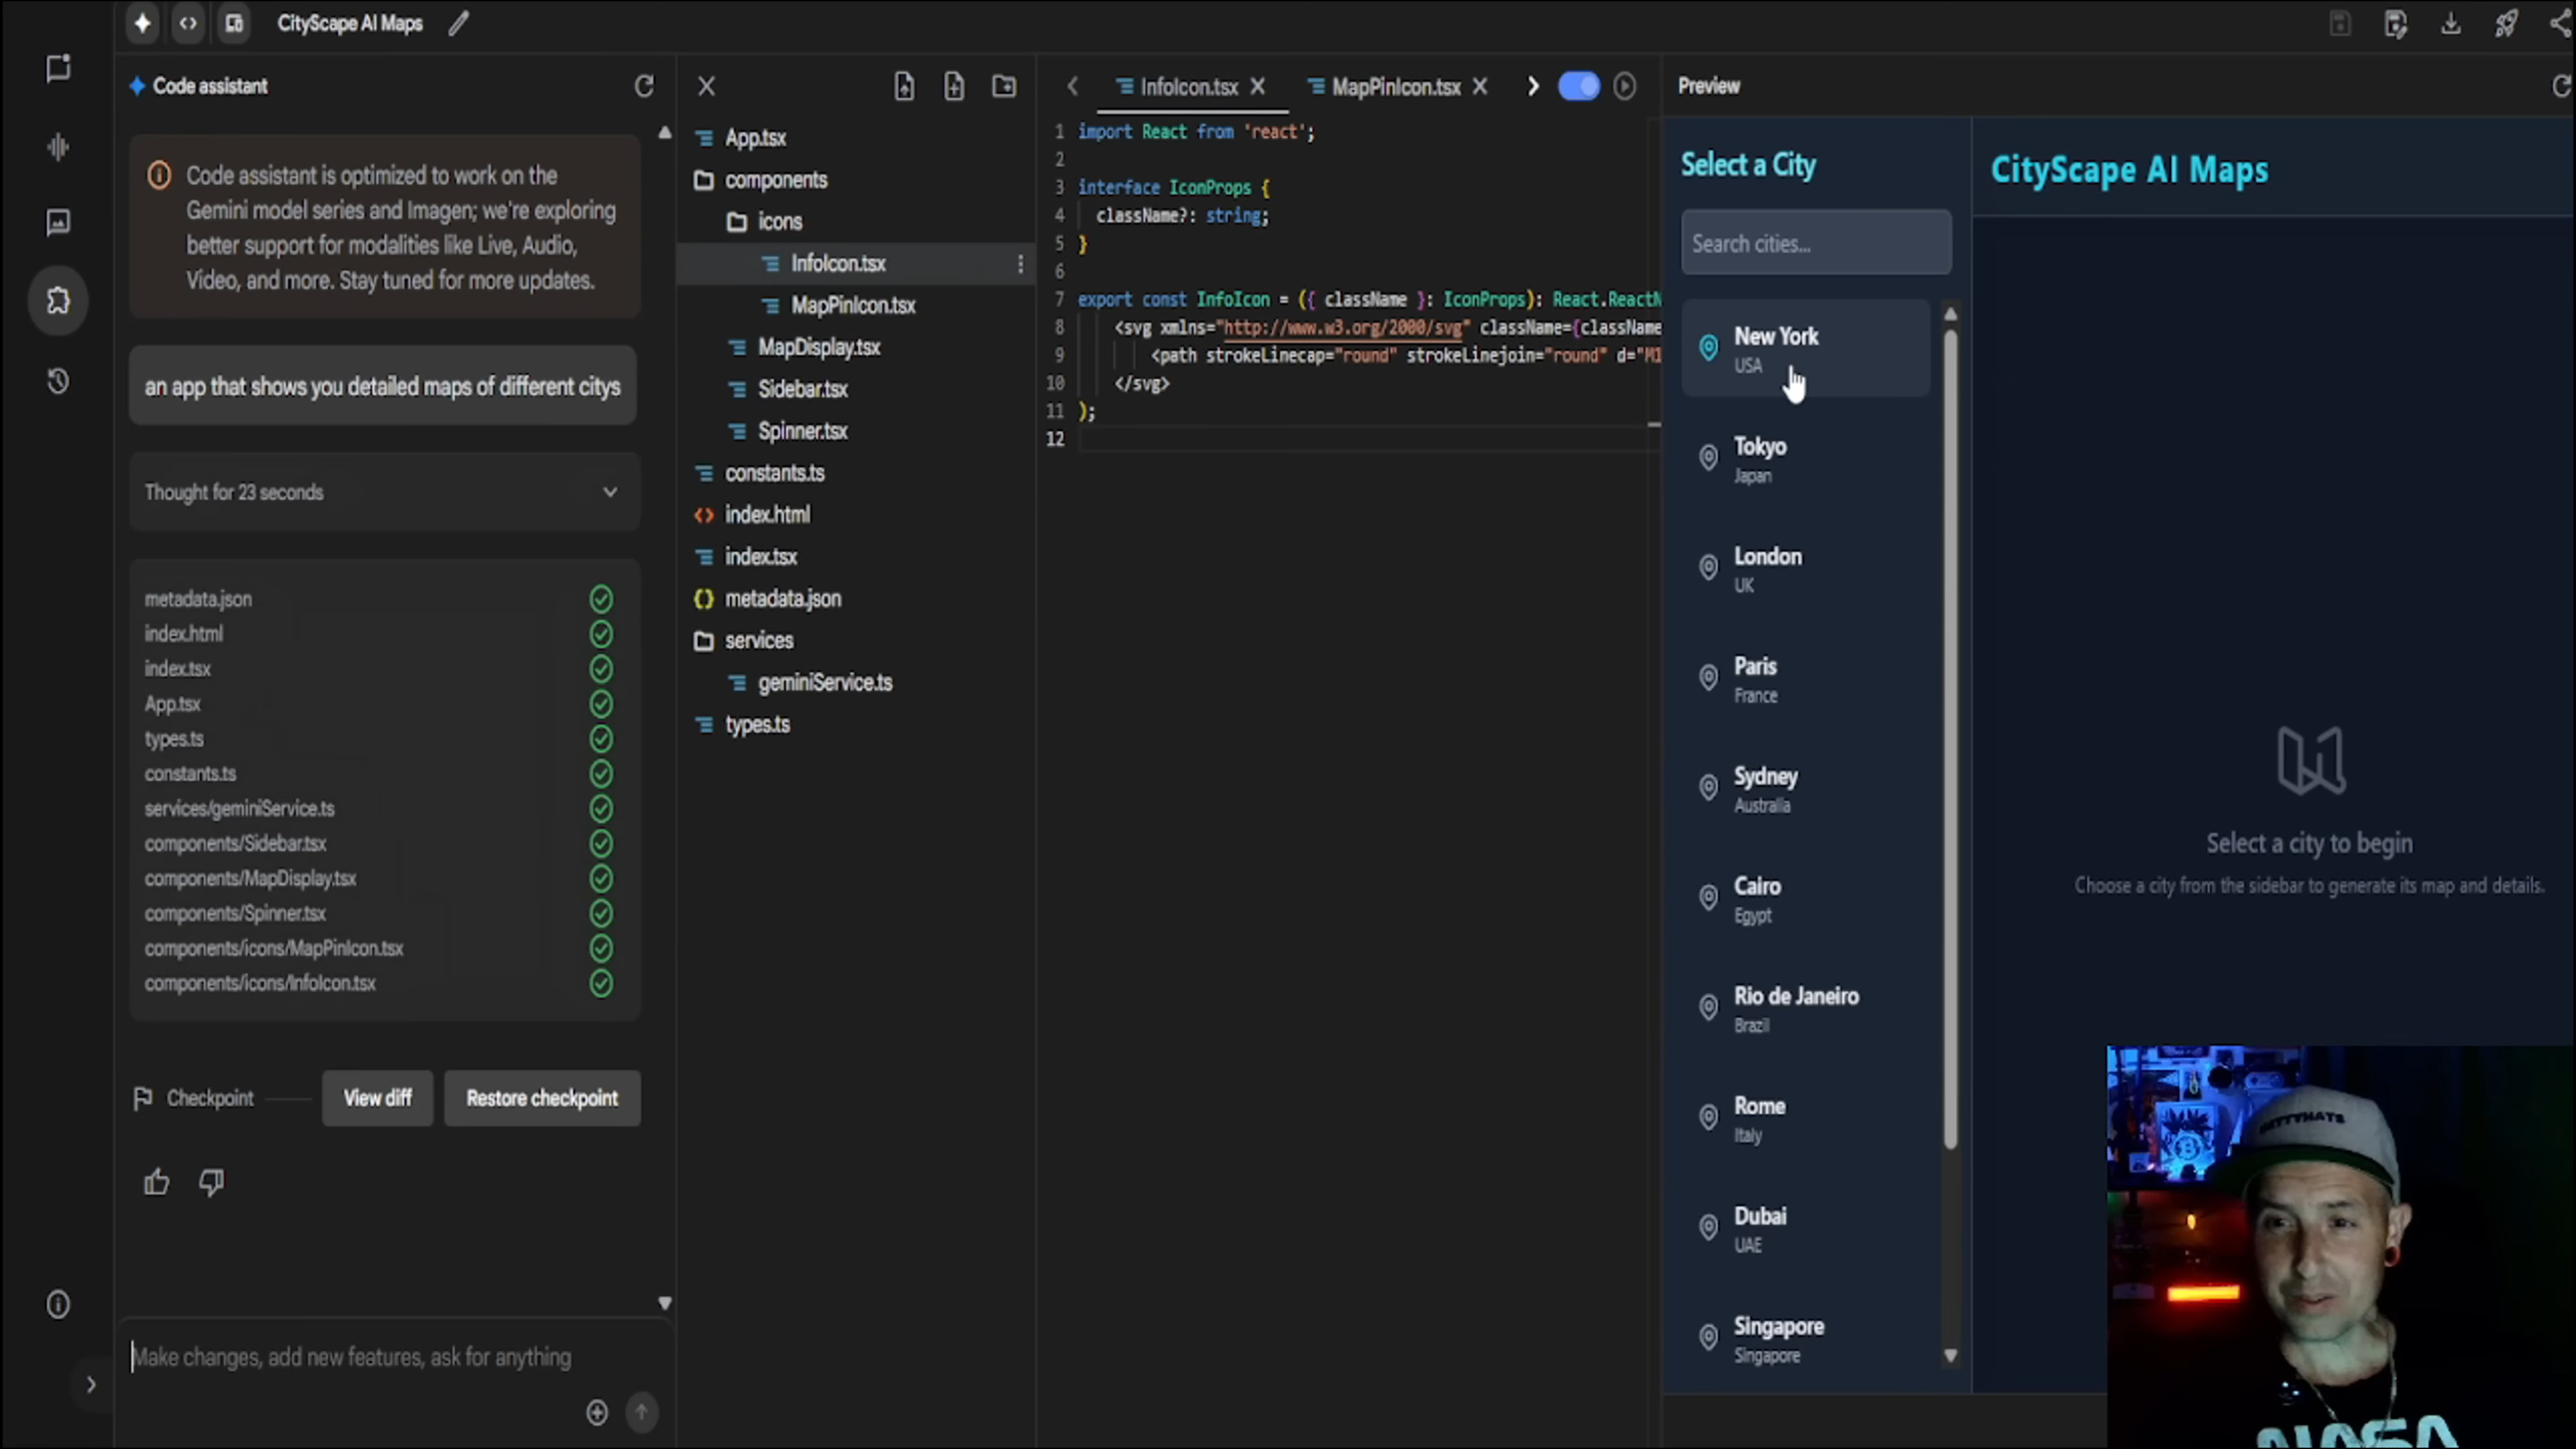 CityScape AI Maps
Code assistant
Code assistant is optimized to work on the
Gemini model series and Imagen; we're exploring
better support for modalities like Live, Audio,
Video, and more. Stay tuned for more updates.
an app that shows you detailed maps of different citys
Thought for 23 seconds
metadata.json
index.html
index.tsx
App.tsx
types.ts
constants.ts
services/geminiService.ts
components/Sidebar.tsx
components/MapDisplay.tsx
components/Spinner.tsx
components/icons/MapPinIcon.tsx
components/icons/InfoIcon.tsx
Checkpoint
View diff
Restore checkpoint
Make changes, add new features, ask for anything
App.tsx
components
icons
InfoIcon.tsx
MapPinIcon.tsx
MapDisplay.tsx
Sidebar.tsx
Spinner.tsx
constants.ts
index.html
index.tsx
metadata.json
services
geminiService.ts
types.ts
InfoIcon.tsx
MapPinIcon.tsx
1 import React from 'react';
2
3 interface IconProps {
4 className?: string;
5 }
6
7 export const InfoIcon = ({ className }: IconProps): React.ReactN
8 <svg xmlns="http://www.w3.org/2000/svg" className={className
9 <path strokeLinecap="round" strokeLinejoin="round" d="M1
10 </svg>
11 );
12
Preview
Select a City
Search cities...
New York
USA
Tokyo
Japan
London
UK
Paris
France
Sydney
Australia
Cairo
Egypt
Rio de Janeiro
Brazil
Rome
Italy
Dubai
UAE
Singapore
Singapore
CityScape AI Maps
Select a city to begin
Choose a city from the sidebar to generate its map and details.
NASA